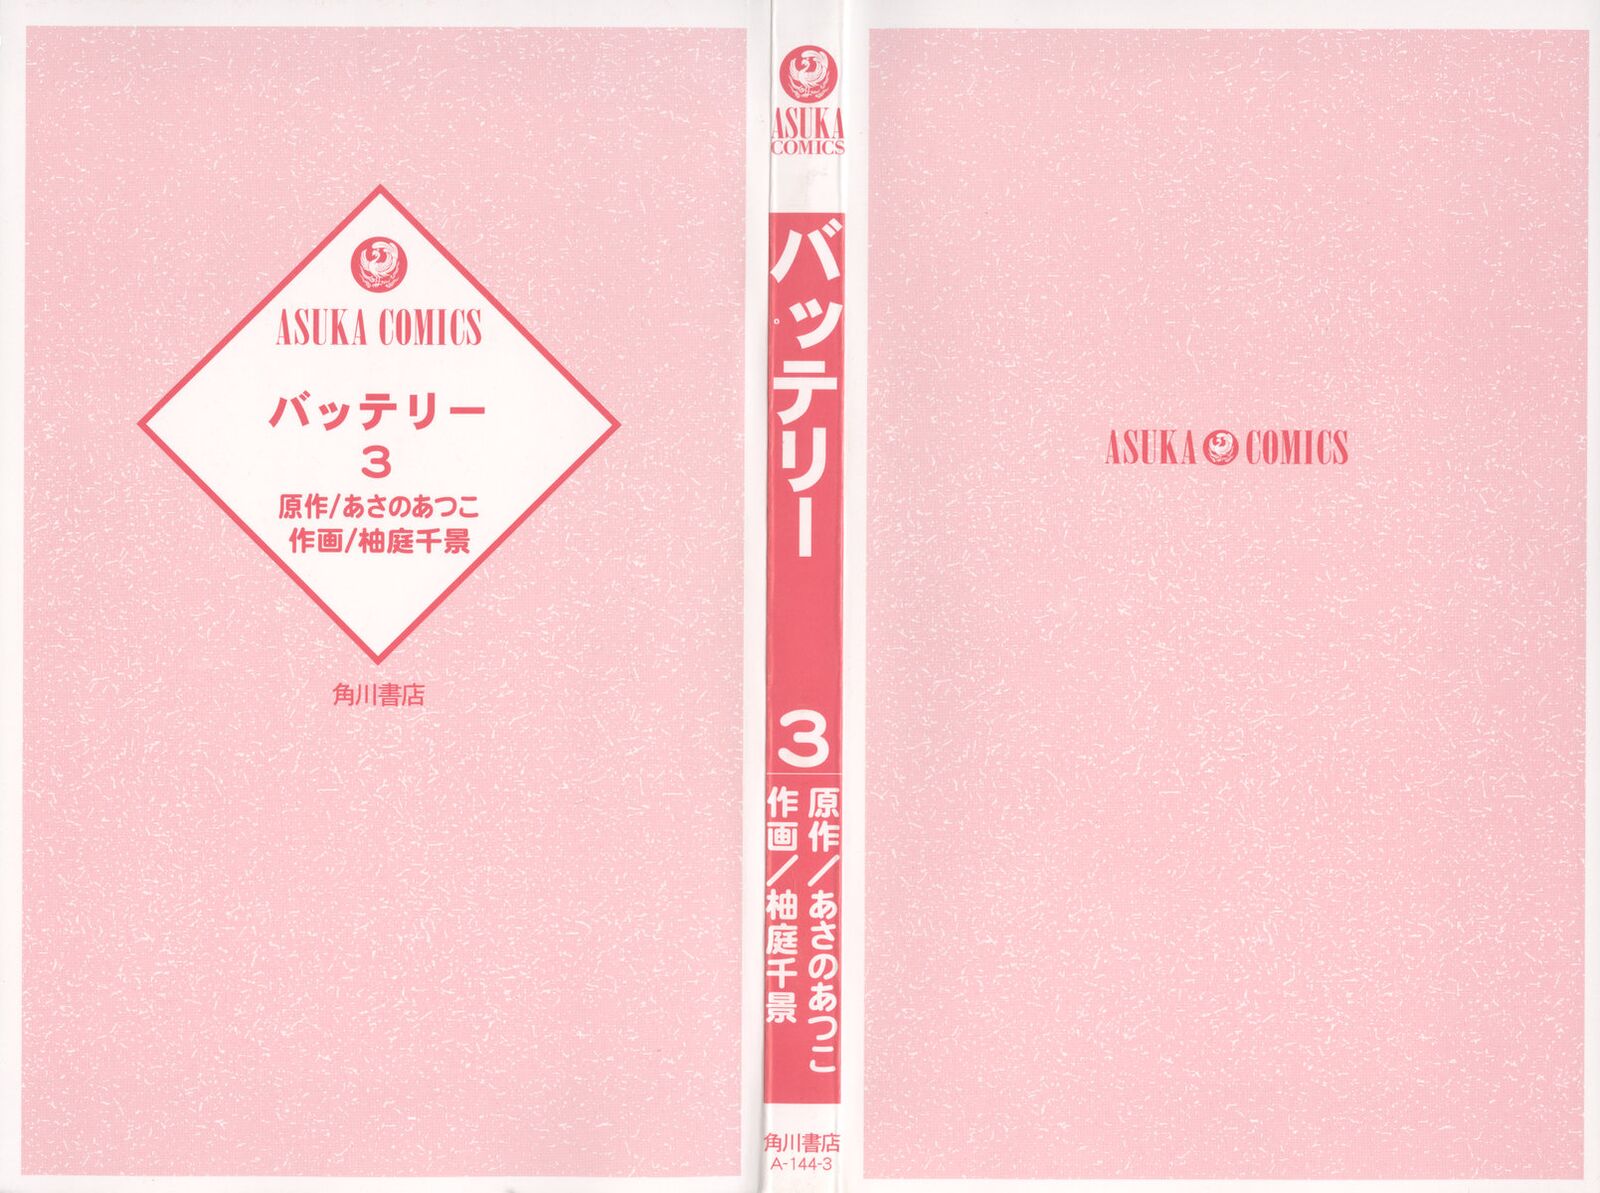 ASUKA COMICS
バッテリー
3
原作/あさのあつこ
作画/柚庭千景
角川書店
ASUKA
COMICS
バッテリー
3
原作/あさのあつこ
作画/柚庭千景
角川書店
A-144-3
ASUKA COMICS